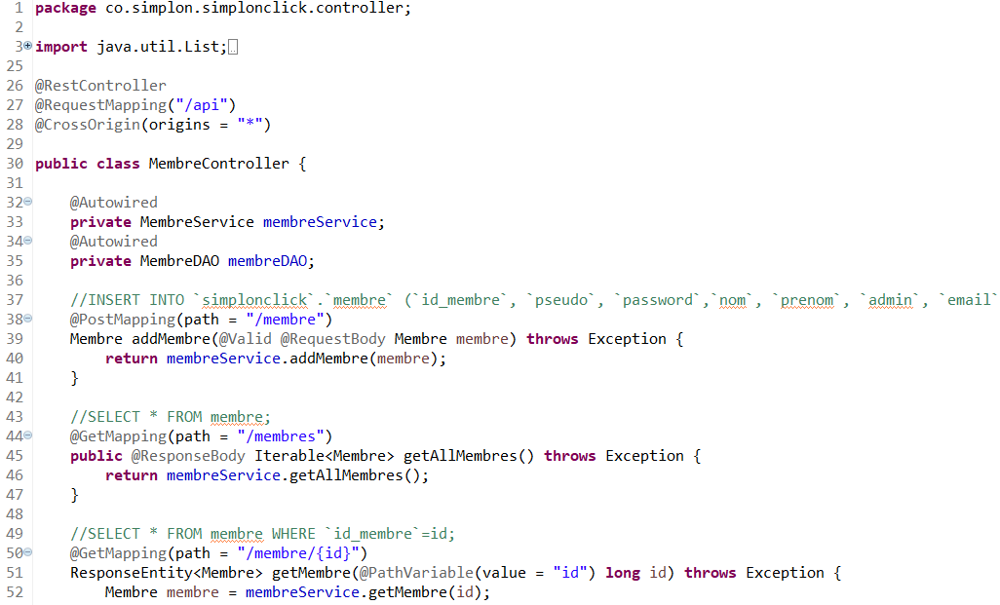 1 package co.simplon.simplonclick.controller;
2
3 import java.util.List;
25
26 @RestController
27 @RequestMapping("/api")
28 @CrossOrigin(origins = "*")
29
30 public class MembreController {
31
32     @Autowired
33     private MembreService membreService;
34     @Autowired
35     private MembreDAO membreDAO;
36
37     //INSERT INTO `simplonclick`.`membre` (`id_membre`, `pseudo`, `password`,`nom`, `prenom`, `admin`, `email`
38     @PostMapping(path = "/membre")
39     Membre addMembre(@Valid @RequestBody Membre membre) throws Exception {
40         return membreService.addMembre(membre);
41     }
42
43     //SELECT * FROM membre;
44     @GetMapping(path = "/membres")
45     public @ResponseBody Iterable<Membre> getAllMembres() throws Exception {
46         return membreService.getAllMembres();
47     }
48
49     //SELECT * FROM membre WHERE `id_membre`=id;
50     @GetMapping(path = "/membre/{id}")
51     ResponseEntity<Membre> getMembre(@PathVariable(value = "id") long id) throws Exception {
52         Membre membre = membreService.getMembre(id);